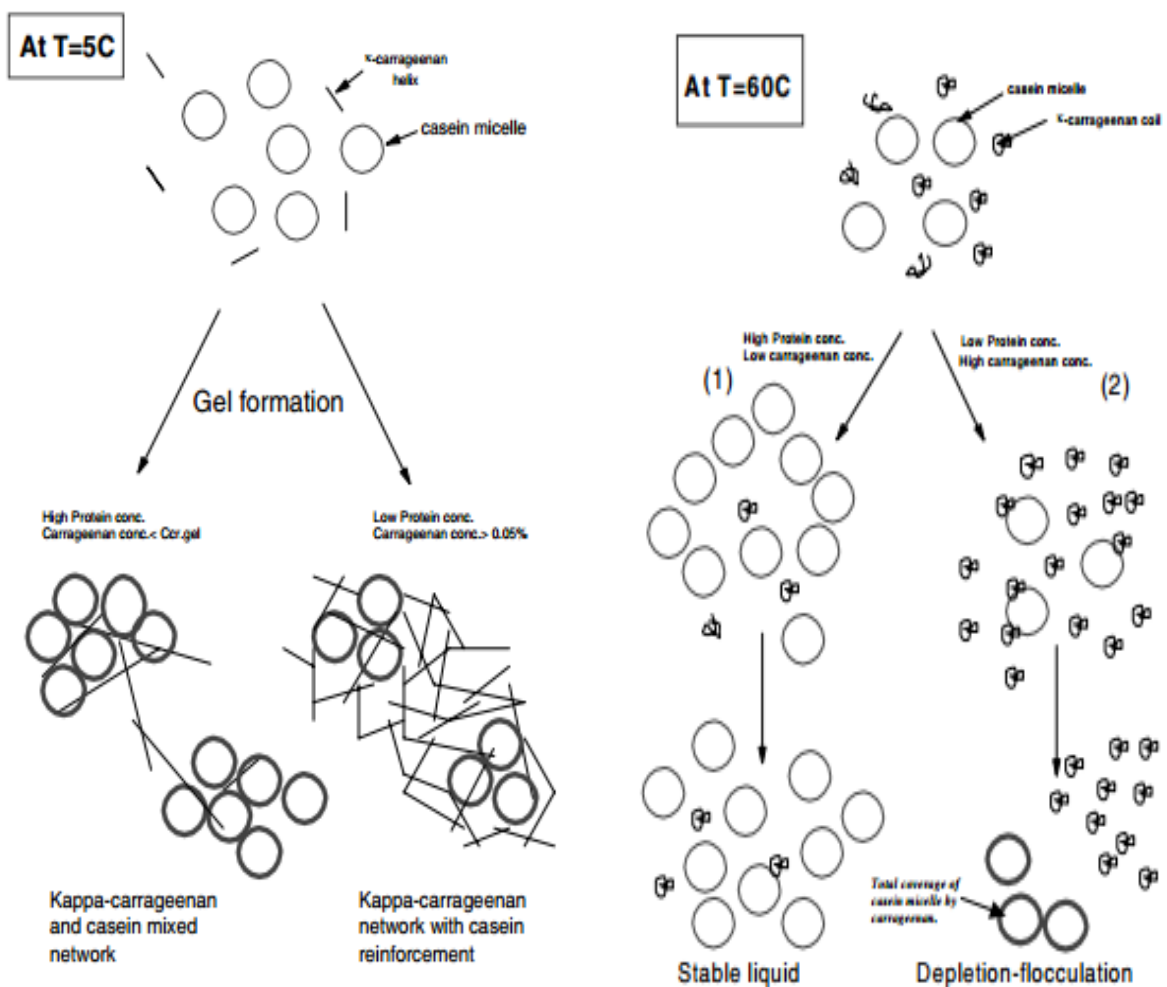 At T=5C
κ-carrageenan
helix
casein micelle
Gel formation
High Protein conc.
Carrageenan conc.< Ccr.gel
Low Protein conc.
Carrageenan conc.> 0.05%
Kappa-carrageenan
and casein mixed
network
Kappa-carrageenan
network with casein
reinforcement
At T=60C
casein micelle
κ-carrageenan coil
High Protein conc.
Low carrageenan conc.
Low Protein conc.
High carrageenan conc.
(1)
(2)
Total coverage of
casein micelle by
carrageenan.
Stable liquid
Depletion-flocculation